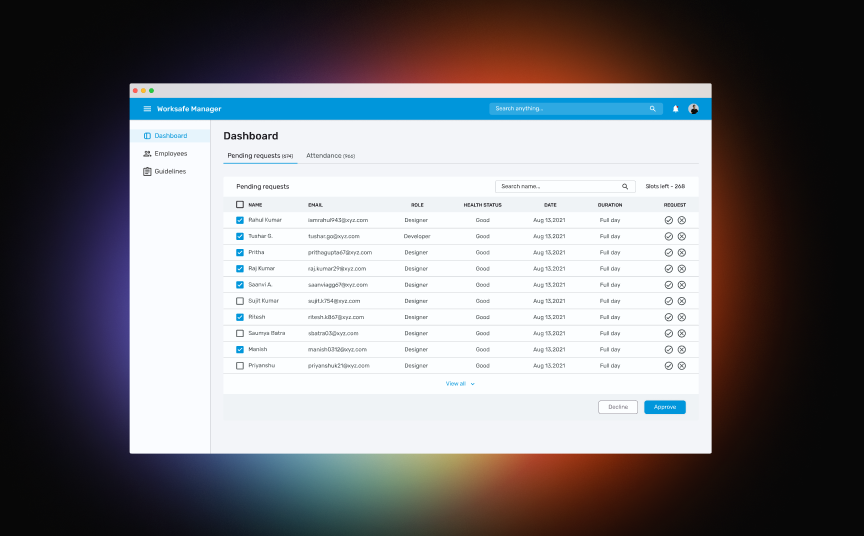 Worksafe Manager Search anything...
Dashboard
Employees
Guidelines
Dashboard
Pending requests (674) Attendance (966)
Pending requests Search name... Slots left - 268
NAME EMAIL ROLE HEALTH STATUS DATE DURATION REQUEST
Rahul Kumar iamrahul943@xyz.com Designer Good Aug 13,2021 Full day
Tushar G. tushar.go@xyz.com Developer Good Aug 13,2021 Full day
Pritha prithagupta67@xyz.com Designer Good Aug 13,2021 Full day
Raj Kumar raj.kumar29@xyz.com Designer Good Aug 13,2021 Full day
Saanvi A. saanviagg67@xyz.com Designer Good Aug 13,2021 Full day
Sujit Kumar sujit.k754@xyz.com Designer Good Aug 13,2021 Full day
Ritesh ritesh.k867@xyz.com Designer Good Aug 13,2021 Full day
Saumya Batra sbatra03@xyz.com Designer Good Aug 13,2021 Full day
Manish manish0312@xyz.com Designer Good Aug 13,2021 Full day
Priyanshu priyanshuk21@xyz.com Designer Good Aug 13,2021 Full day
View all
Decline Approve